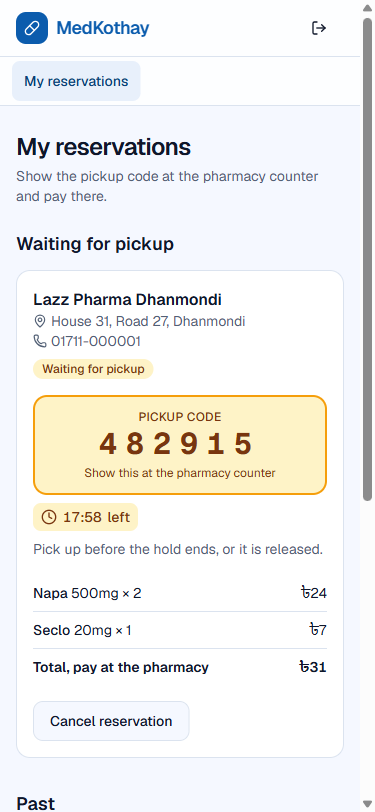 MedKothay
My reservations
My reservations
Show the pickup code at the pharmacy counter
and pay there.
Waiting for pickup
Lazz Pharma Dhanmondi
House 31, Road 27, Dhanmondi
01711-000001
Waiting for pickup
PICKUP CODE
482915
Show this at the pharmacy counter
17:58 left
Pick up before the hold ends, or it is released.
Napa 500mg × 2 ৳24
Seclo 20mg × 1 ৳7
Total, pay at the pharmacy ৳31
Cancel reservation
Past